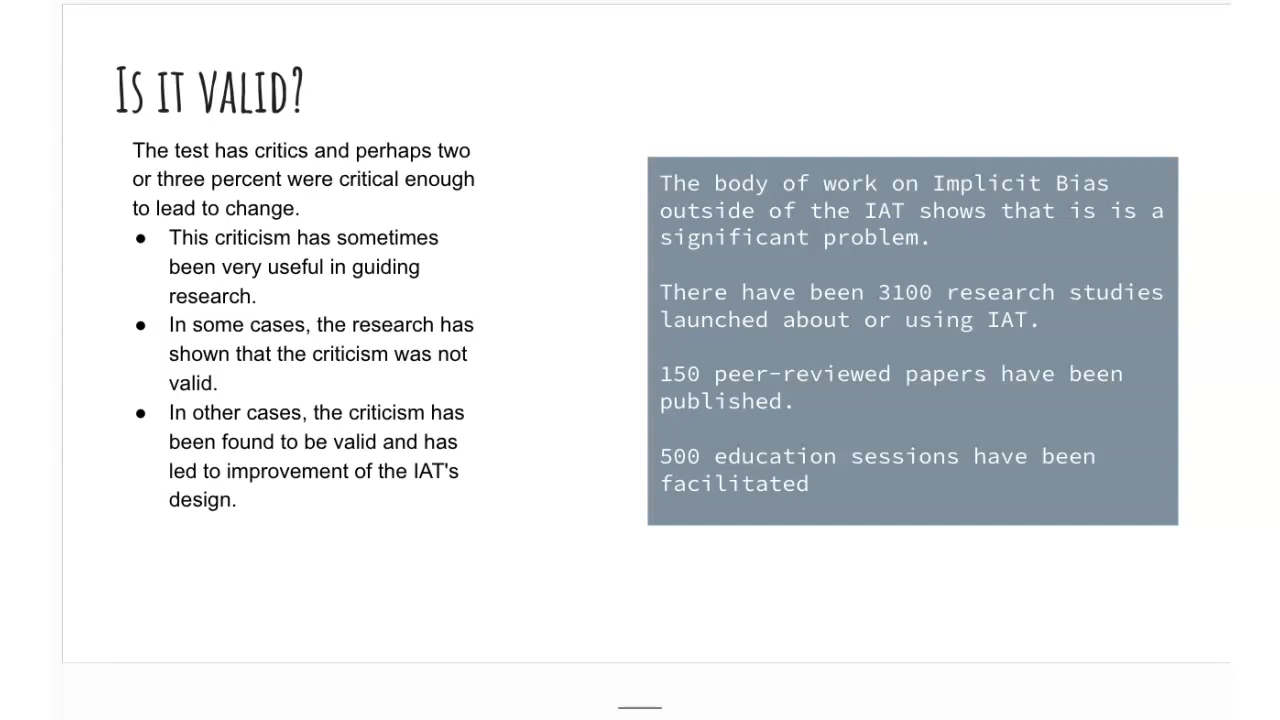 Is it valid?
The test has critics and perhaps two
or three percent were critical enough
to lead to change.
● This criticism has sometimes
been very useful in guiding
research.
● In some cases, the research has
shown that the criticism was not
valid.
● In other cases, the criticism has
been found to be valid and has
led to improvement of the IAT's
design.
The body of work on Implicit Bias
outside of the IAT shows that is is a
significant problem.
There have been 3100 research studies
launched about or using IAT.
150 peer-reviewed papers have been
published.
500 education sessions have been
facilitated